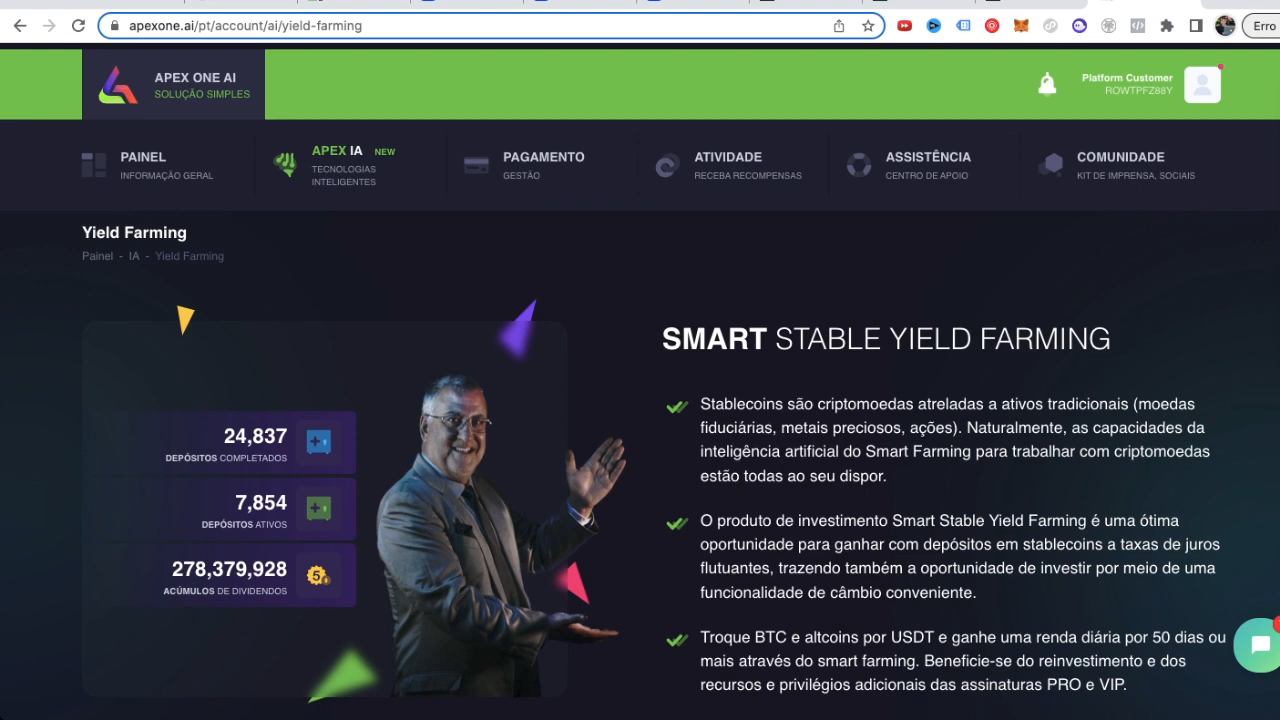 apexone.ai/pt/account/ai/yield-farming
Erro
APEX ONE AI
SOLUÇÃO SIMPLES
Platform Customer
ROWTPFZ88Y
PAINEL
INFORMAÇÃO GERAL
APEX IA NEW
TECNOLOGIAS
INTELIGENTES
PAGAMENTO
GESTÃO
ATIVIDADE
RECEBA RECOMPENSAS
ASSISTÊNCIA
CENTRO DE APOIO
COMUNIDADE
KIT DE IMPRENSA, SOCIAIS
Yield Farming
Painel - IA - Yield Farming
24,837
DEPÓSITOS COMPLETADOS
7,854
DEPÓSITOS ATIVOS
278,379,928
ACÚMULOS DE DIVIDENDOS
5
SMART STABLE YIELD FARMING
Stablecoins são criptomoedas atreladas a ativos tradicionais (moedas
fiduciárias, metais preciosos, ações). Naturalmente, as capacidades da
inteligência artificial do Smart Farming para trabalhar com criptomoedas
estão todas ao seu dispor.
O produto de investimento Smart Stable Yield Farming é uma ótima
oportunidade para ganhar com depósitos em stablecoins a taxas de juros
flutuantes, trazendo também a oportunidade de investir por meio de uma
funcionalidade de câmbio conveniente.
Troque BTC e altcoins por USDT e ganhe uma renda diária por 50 dias ou
mais através do smart farming. Beneficie-se do reinvestimento e dos
recursos e privilégios adicionais das assinaturas PRO e VIP.